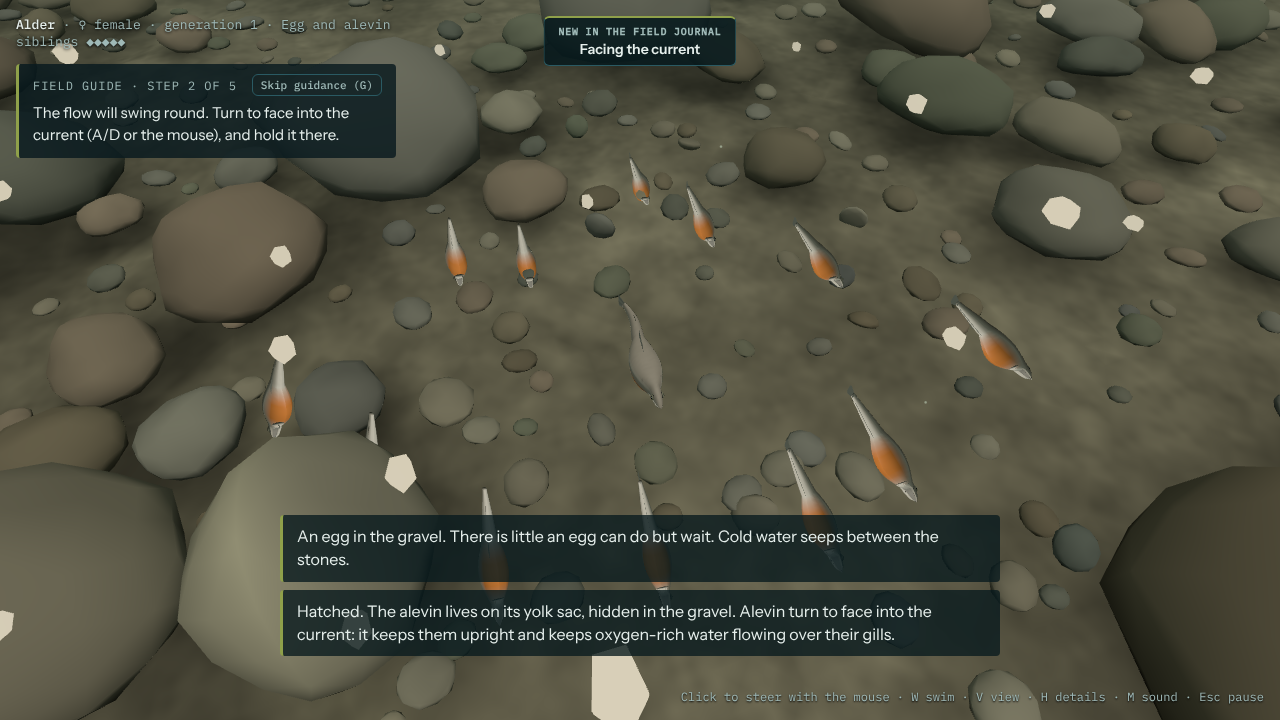 Alder · ♀ female · generation 1 · Egg and alevin
siblings ◆◆◆◆◆
NEW IN THE FIELD JOURNAL
Facing the current
FIELD GUIDE · STEP 2 OF 5
Skip guidance (G)
The flow will swing round. Turn to face into the
current (A/D or the mouse), and hold it there.
An egg in the gravel. There is little an egg can do but wait. Cold water seeps between the
stones.
Hatched. The alevin lives on its yolk sac, hidden in the gravel. Alevin turn to face into the
current: it keeps them upright and keeps oxygen-rich water flowing over their gills.
Click to steer with the mouse · W swim · V view · H details · M sound · Esc pause